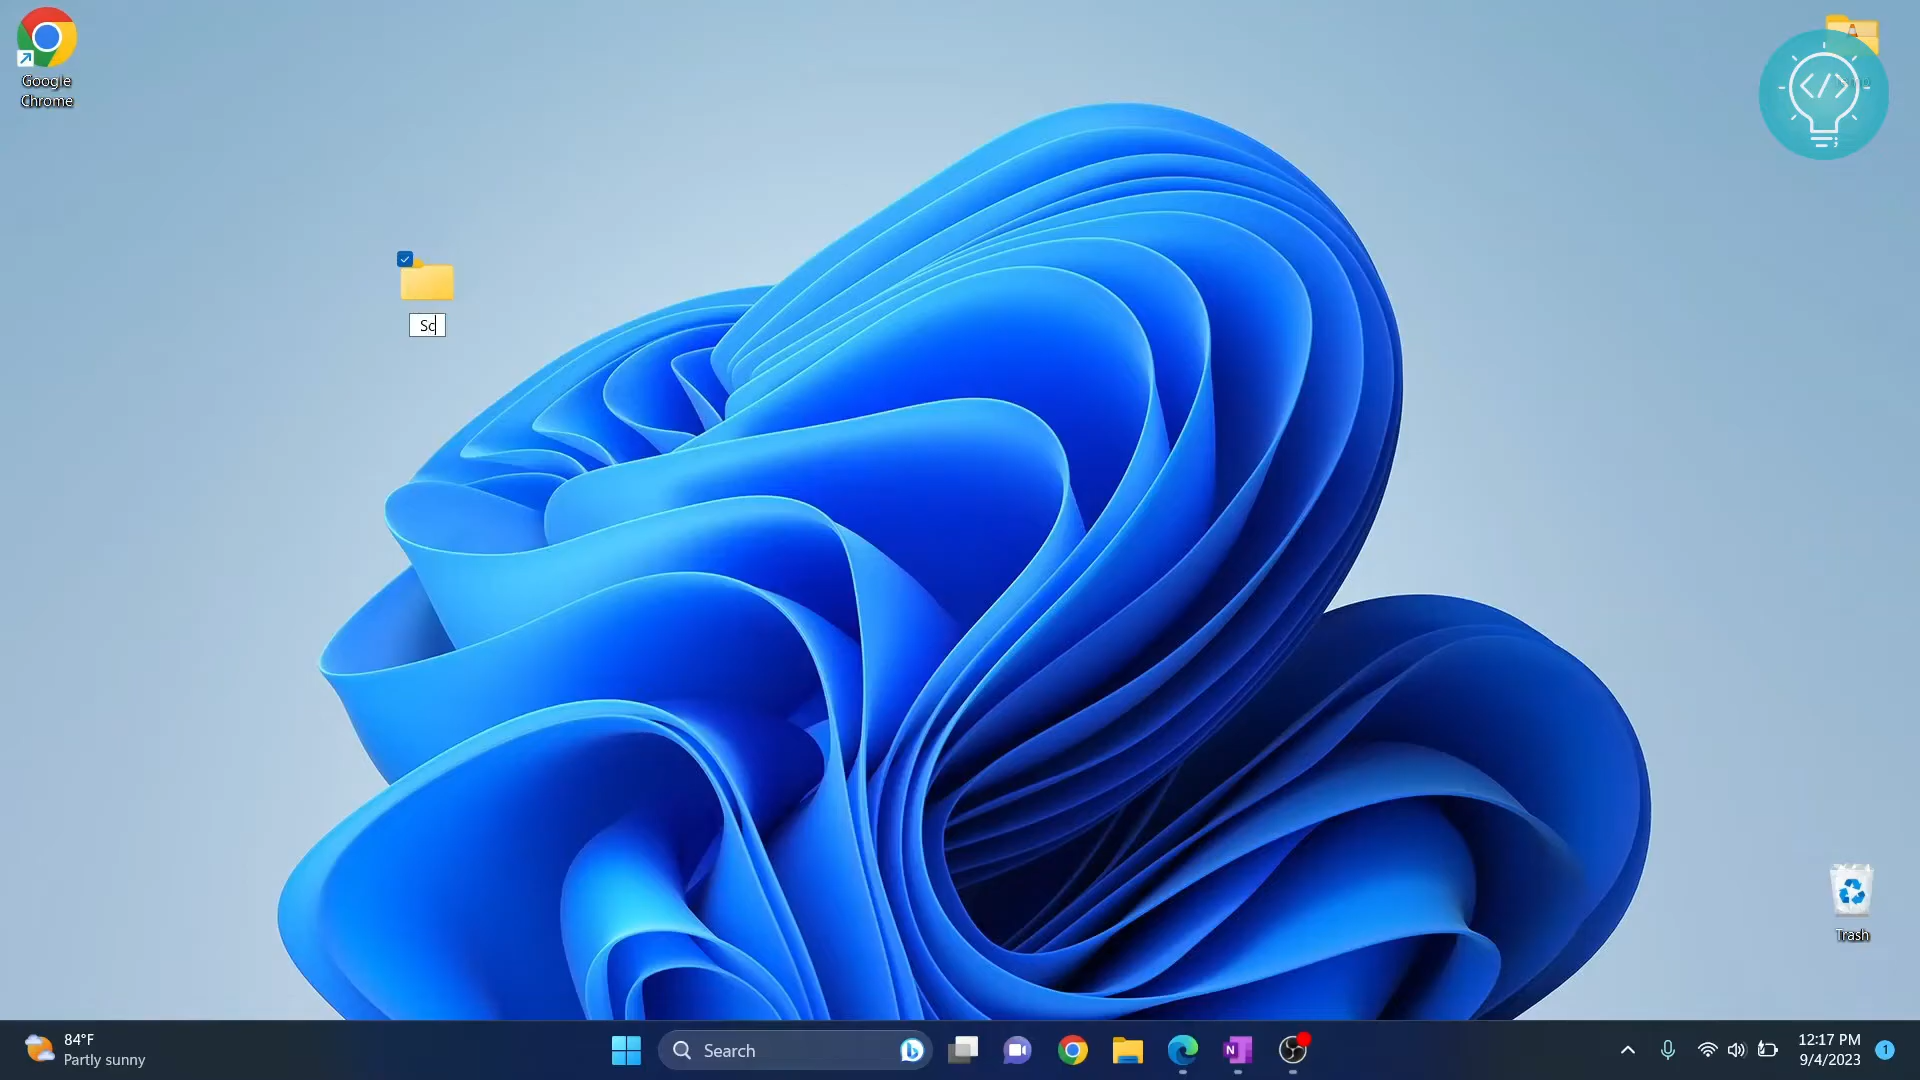 Google
Chrome
</>
Sc
Trash
84°F
Partly sunny
Search
N
12:17 PM
9/4/2023
1